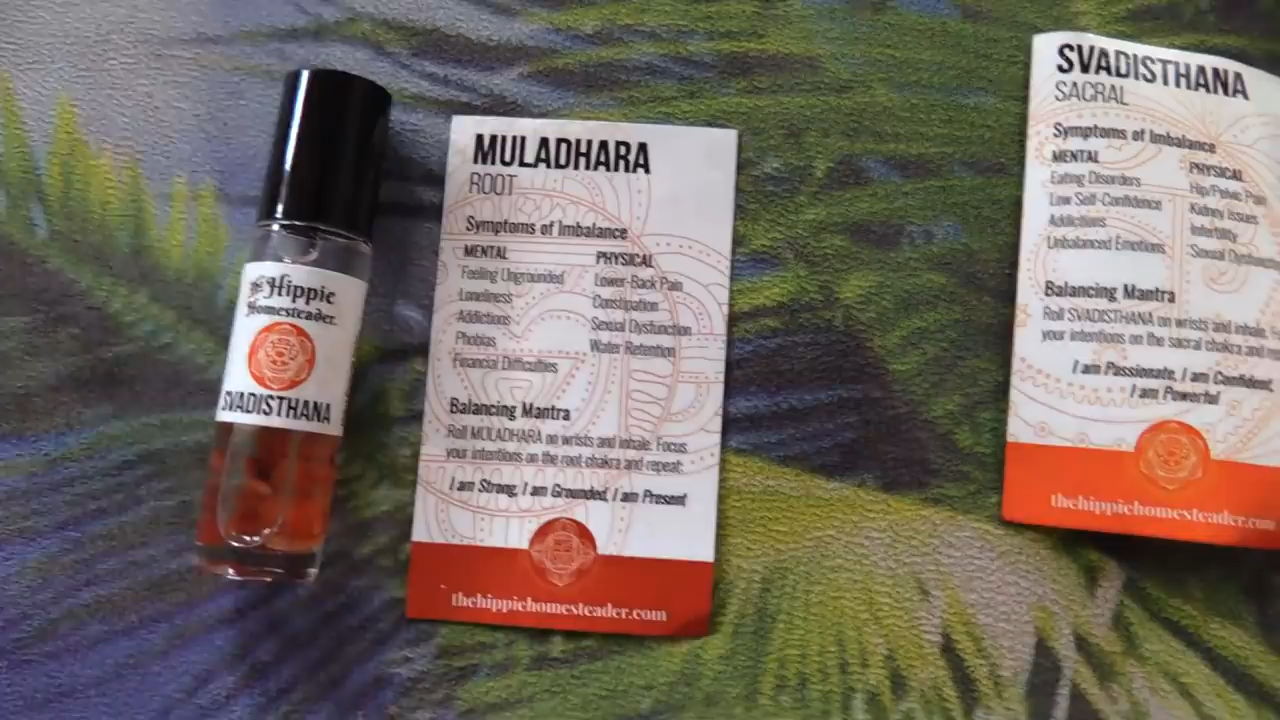 The Hippie
Homesteader.
SVADISTHANA
MULADHARA
ROOT
Symptoms of Imbalance
MENTAL
Feeling Ungrounded
Loneliness
Addictions
Phobias
Financial Difficulties
PHYSICAL
Lower-Back Pain
Constipation
Sexual Dysfunction
Water Retention
Balancing Mantra
Roll MULADHARA on wrists and inhale. Focus
your intentions on the root chakra and repeat:
I am Strong, I am Grounded, I am Present
thehippiehomesteader.com
SVADISTHANA
SACRAL
Symptoms of Imbalance
MENTAL
Eating Disorders
Low Self-Confidence
Addictions
Unbalanced Emotions
PHYSICAL
Hip/Pelvic Pain
Kidney Issues
Infertility
Sexual Dysfunction
Balancing Mantra
Roll SVADISTHANA on wrists and inhale.
your intentions on the sacral chakra and
I am Passionate, I am Confident,
I am Powerful
thehippiehomesteader.com